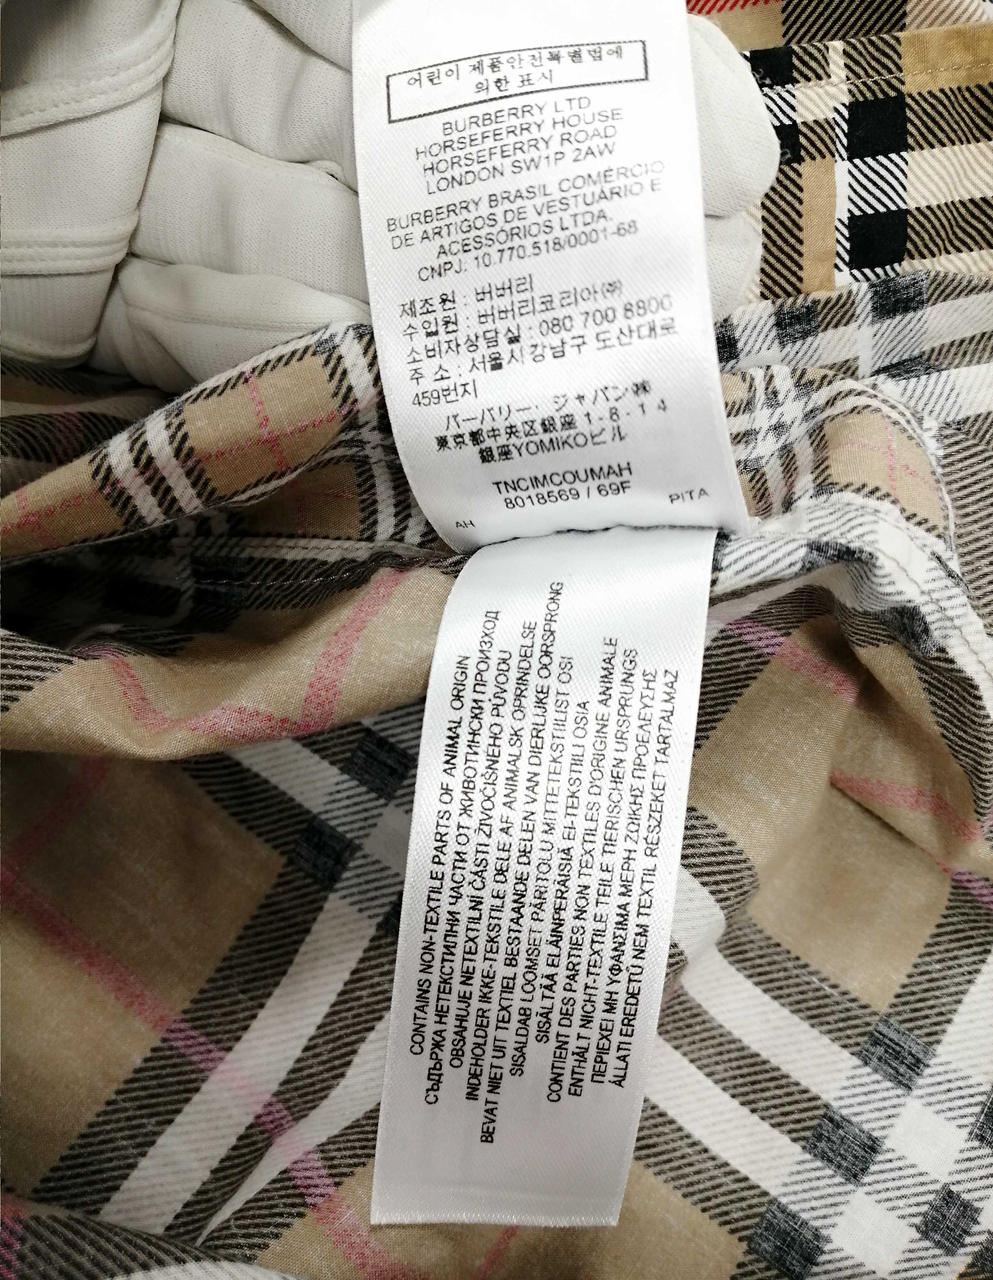 어린이 제품안전특별법에
의한 표시
BURBERRY LTD
HORSEFERRY HOUSE
HORSEFERRY ROAD
LONDON SW1P 2AW
BURBERRY BRASIL COMÉRCIO
DE ARTIGOS DE VESTUÁRIO E
ACESSÓRIOS LTDA.
CNPJ: 10.770.518/0001-68
제조원 : 버버리
수입원 : 버버리코리아㈜
소비자상담실 : 080 700 8800
주 소 : 서울시 강남구 도산대로
459번지
バーバリー・ジャパン㈱
東京都中央区銀座 1-8-14
銀座YOMIKOビル
TNCIMCOUMAH
8018569 / 69F
AH
PITA
CONTAINS NON-TEXTILE PARTS OF ANIMAL ORIGIN
СЪДЪРЖА НЕТЕКСТИЛНИ ЧАСТИ ОТ ЖИВОТИНСКИ ПРОИЗХОД
OBSAHUJE NETEXTILNÍ ČÁSTI ŽIVOČIŠNÉHO PŮVODU
INDEHOLDER IKKE-TEKSTILE DELE AF ANIMALSK OPRINDELSE
BEVAT NIET UIT TEXTIEL BESTAANDE DELEN VAN DIERLIJKE OORSPRONG
SISALDAB LOOMSET PÄRITOLU MITTETEKSTIILIST OSI
SISÄLTÄÄ ELÄINPERÄISIÄ EI-TEKSTIILI OSIA
CONTIENT DES PARTIES NON TEXTILES D'ORIGINE ANIMALE
ENTHÄLT NICHT-TEXTILE TEILE TIERISCHEN URSPRUNGS
ΠΕΡΙΕΧΕΙ ΜΗ ΥΦΑΝΣΙΜΑ ΜΕΡΗ ΖΩΙΚΗΣ ΠΡΟΕΛΕΥΣΗΣ
ÁLLATI EREDETŰ NEM TEXTIL RÉSZEKET TARTALMAZ